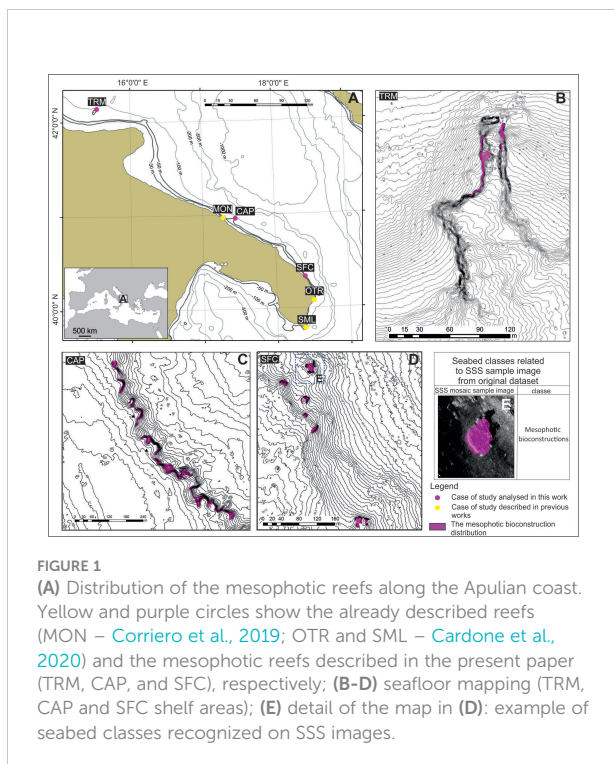 16°0'0" E
18°0'0" E
TRM
A
42°0'0" N
MON
CAP
SFC
OTR
40°0'0" N
SML
A
500 km
TRM
B
0 15 30 60 90 120
m
CAP
C
SFC
D
E
Seabed classes related
to SSS sample image
from original dataset
SSS mosaic sample image
classe
E
Mesophotic
bioconstructions
Legend
Case of study analysed in this work
Case of study described in previous
works
The mesophotic bioconstruction
distribution
FIGURE 1
(A) Distribution of the mesophotic reefs along the Apulian coast.
Yellow and purple circles show the already described reefs
(MON – Corriero et al., 2019; OTR and SML – Cardone et al.,
2020) and the mesophotic reefs described in the present paper
(TRM, CAP, and SFC), respectively; (B-D) seafloor mapping (TRM,
CAP and SFC shelf areas); (E) detail of the map in (D): example of
seabed classes recognized on SSS images.